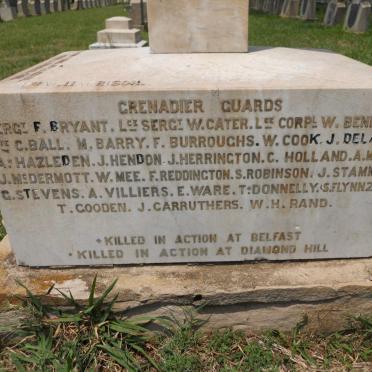 GRENADIER GUARDS
SERGT F. BRYANT. LCE SERGT W. CATER. LCE CORPL W. BEN
C. BALL. M. BARRY. F. BURROUGHS. W. COOK. J. DEL
HAZLEDEN. J. HENDON. J. HERRINGTON. C. HOLLAND. A. M
J. MCDERMOTT. W. MEE. F. REDDINGTON. S. ROBINSON. J. STAM
G. STEVENS. A. VILLIERS. E. WARE. T. DONNELLY. S. FLYNN
T. GOODEN. J. CARRUTHERS. W. H. RAND.
* KILLED IN ACTION AT BELFAST
* KILLED IN ACTION AT DIAMOND HILL